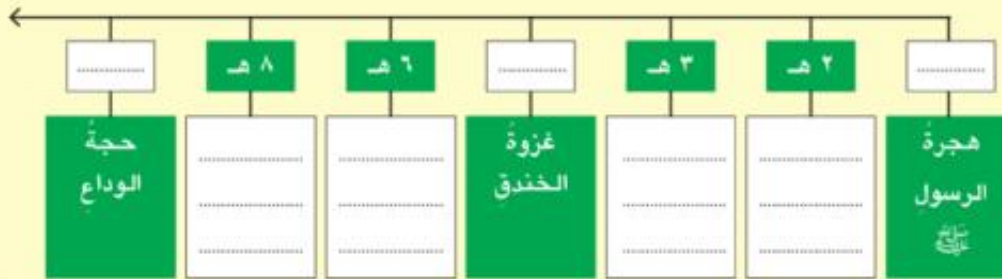 ٢ هـ
٣ هـ
٦ هـ
٨ هـ
هجرةُ
الرسولِ
ﷺ
غزوةُ
الخندقِ
حجةُ
الوداعِ